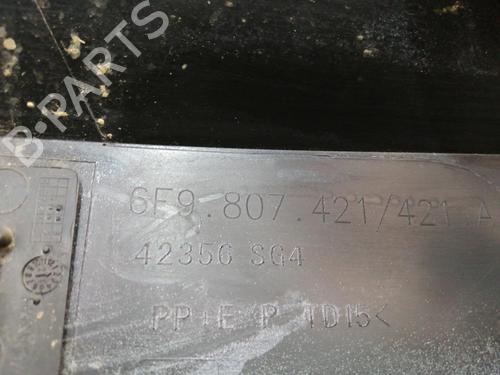 B-PARTS
6F9.807.421/421 A
42356 SG4
PP+E P TD15<